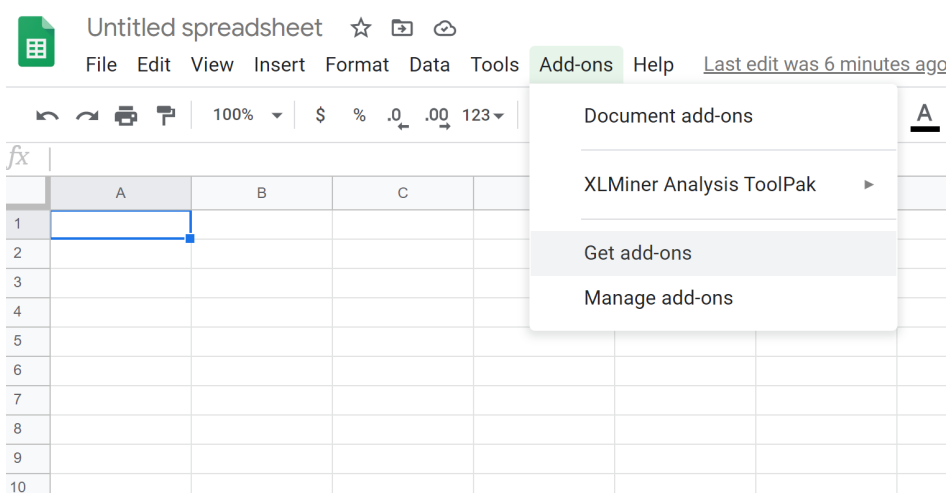 Untitled spreadsheet
File Edit View Insert Format Data Tools Add-ons Help Last edit was 6 minutes ago
100% $ % .0 .00 123 A
Document add-ons
fx
XLMiner Analysis ToolPak
A B C
1
2
Get add-ons
3
Manage add-ons
4
5
6
7
8
9
10